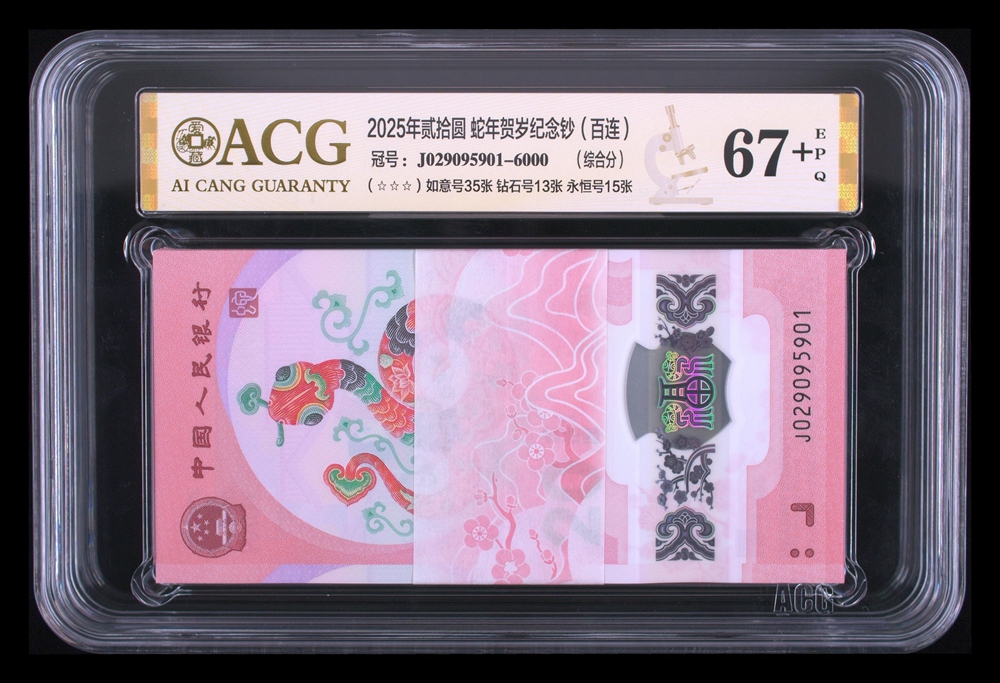 ACG
AI CANG GUARANTY
2025年贰拾圆 蛇年贺岁纪念钞（百连）
冠号：J029095901-6000 （综合分）
（☆☆☆）如意号35张 钻石号13张 永恒号15张
67+
EPQ
中国人民银行
J029095901
ACG